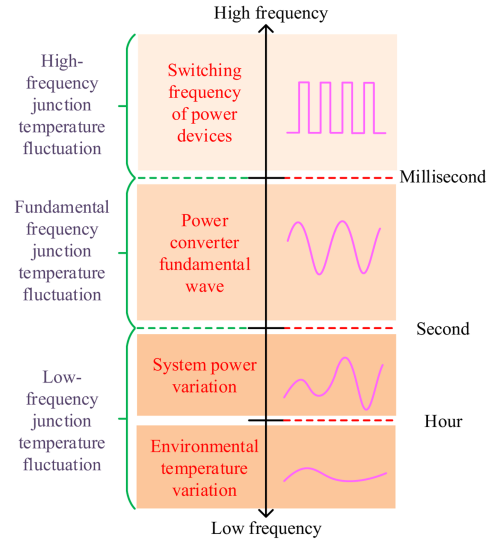 High frequency
High-
frequency
junction
temperature
fluctuation
Switching
frequency
of power
devices
Millisecond
Fundamental
frequency
junction
temperature
fluctuation
Power
converter
fundamental
wave
Second
Low-
frequency
junction
temperature
fluctuation
System power
variation
Hour
Environmental
temperature
variation
Low frequency